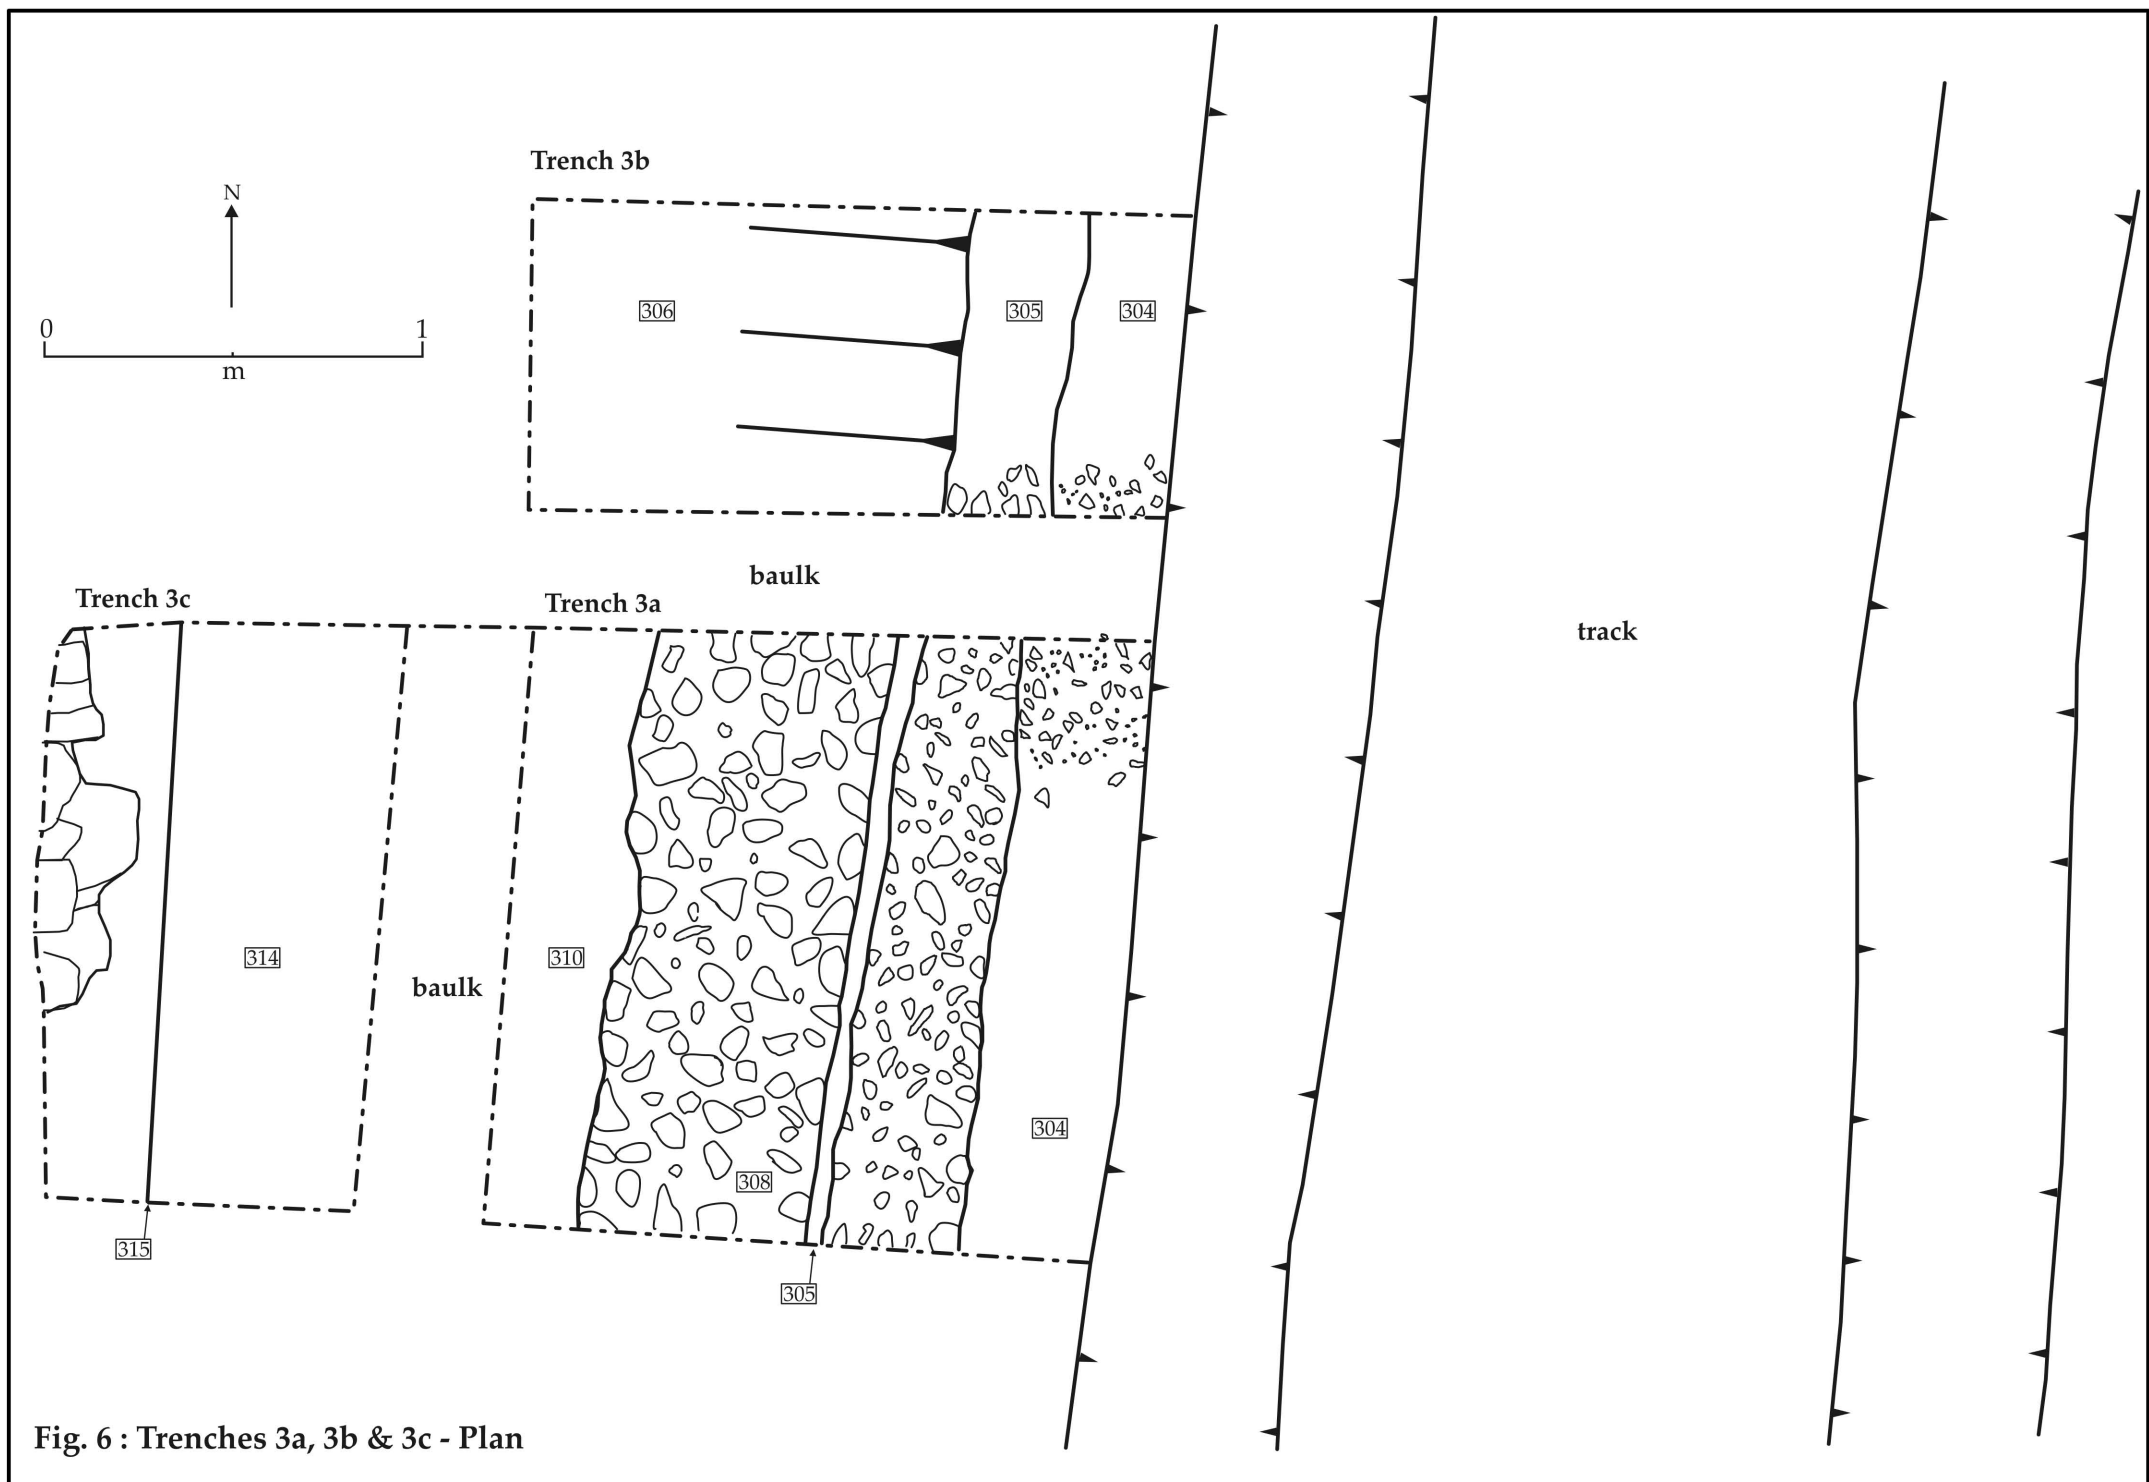 Trench 3b
N
0 1
m
306
305
304
baulk
Trench 3c
Trench 3a
track
314
baulk
310
304
308
315
305
Fig. 6 : Trenches 3a, 3b & 3c - Plan